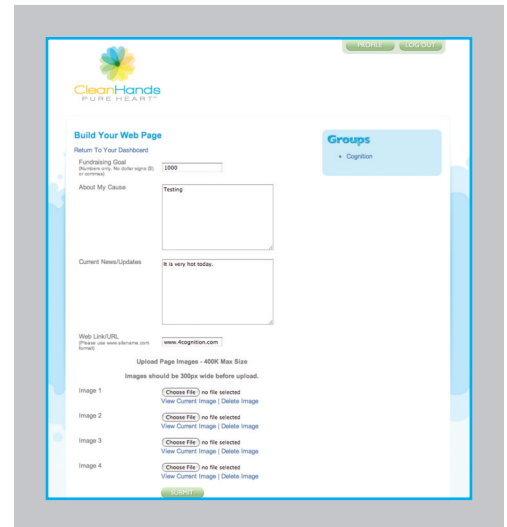 PROFILE LOG OUT
CleanHands
PURE HEART™
Build Your Web Page
Groups
Return To Your Dashboard
• Cognition
Fundraising Goal
(Numbers only. No dollar signs ($)
or commas)
1000
About My Cause
Testing
Current News/Updates
It is very hot today.
Web Link/URL
(Please use www.sitename.com
format)
www.4cognition.com
Upload Page Images - 400K Max Size
Images should be 300px wide before upload.
Image 1
Choose File no file selected
View Current Image | Delete Image
Image 2
Choose File no file selected
View Current Image | Delete Image
Image 3
Choose File no file selected
View Current Image | Delete Image
Image 4
Choose File no file selected
View Current Image | Delete Image
SUBMIT